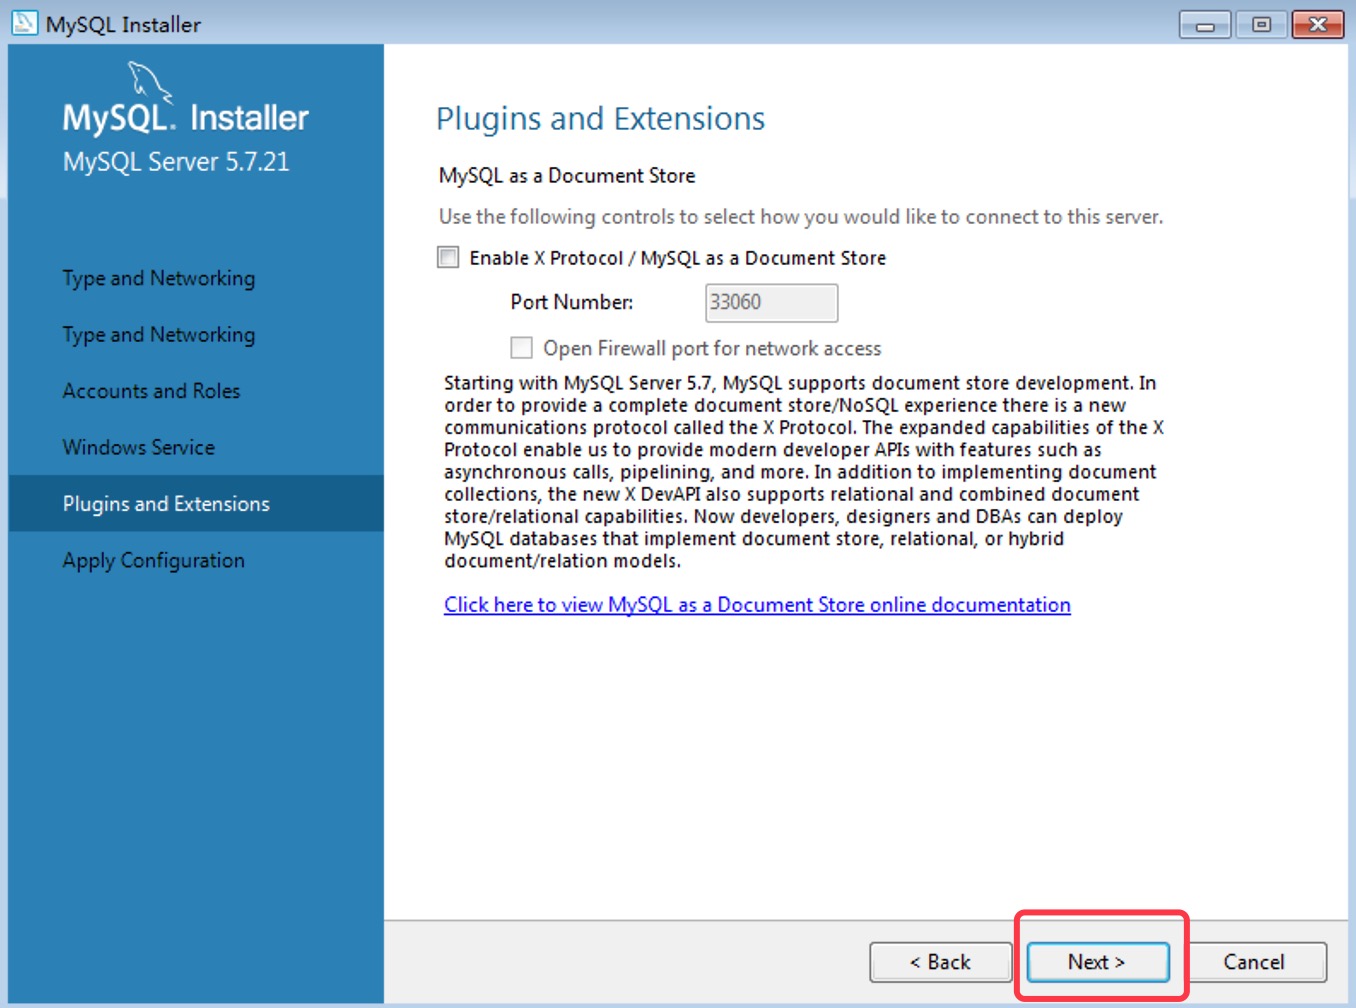 MySQL Installer
MySQL. Installer
MySQL Server 5.7.21
Type and Networking
Type and Networking
Accounts and Roles
Windows Service
Plugins and Extensions
Apply Configuration
Plugins and Extensions
MySQL as a Document Store
Use the following controls to select how you would like to connect to this server.
Enable X Protocol / MySQL as a Document Store
Port Number: 33060
Open Firewall port for network access
Starting with MySQL Server 5.7, MySQL supports document store development. In
order to provide a complete document store/NoSQL experience there is a new
communications protocol called the X Protocol. The expanded capabilities of the X
Protocol enable us to provide modern developer APIs with features such as
asynchronous calls, pipelining, and more. In addition to implementing document
collections, the new X DevAPI also supports relational and combined document
store/relational capabilities. Now developers, designers and DBAs can deploy
MySQL databases that implement document store, relational, or hybrid
document/relation models.
Click here to view MySQL as a Document Store online documentation
< Back Next > Cancel